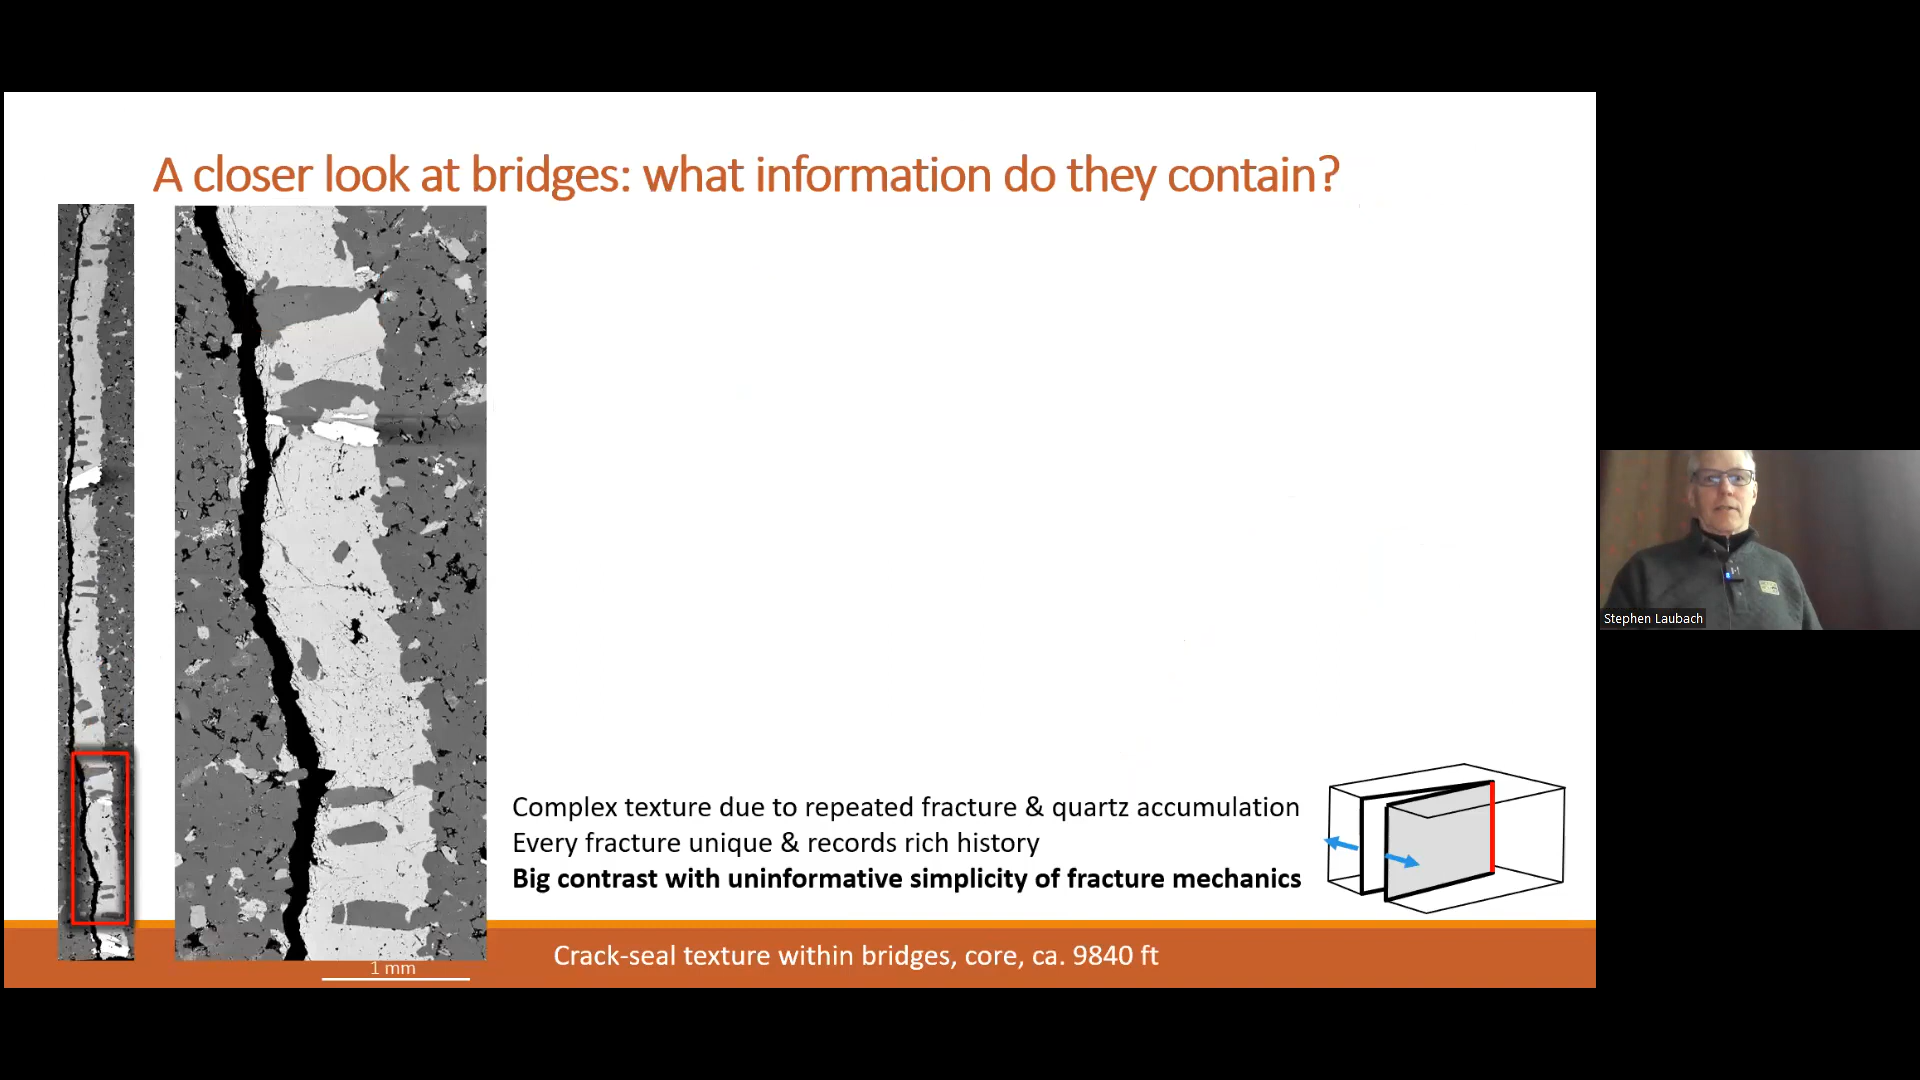 A closer look at bridges: what information do they contain?
Complex texture due to repeated fracture & quartz accumulation
Every fracture unique & records rich history
Big contrast with uninformative simplicity of fracture mechanics
Crack-seal texture within bridges, core, ca. 9840 ft
1 mm
Stephen Laubach